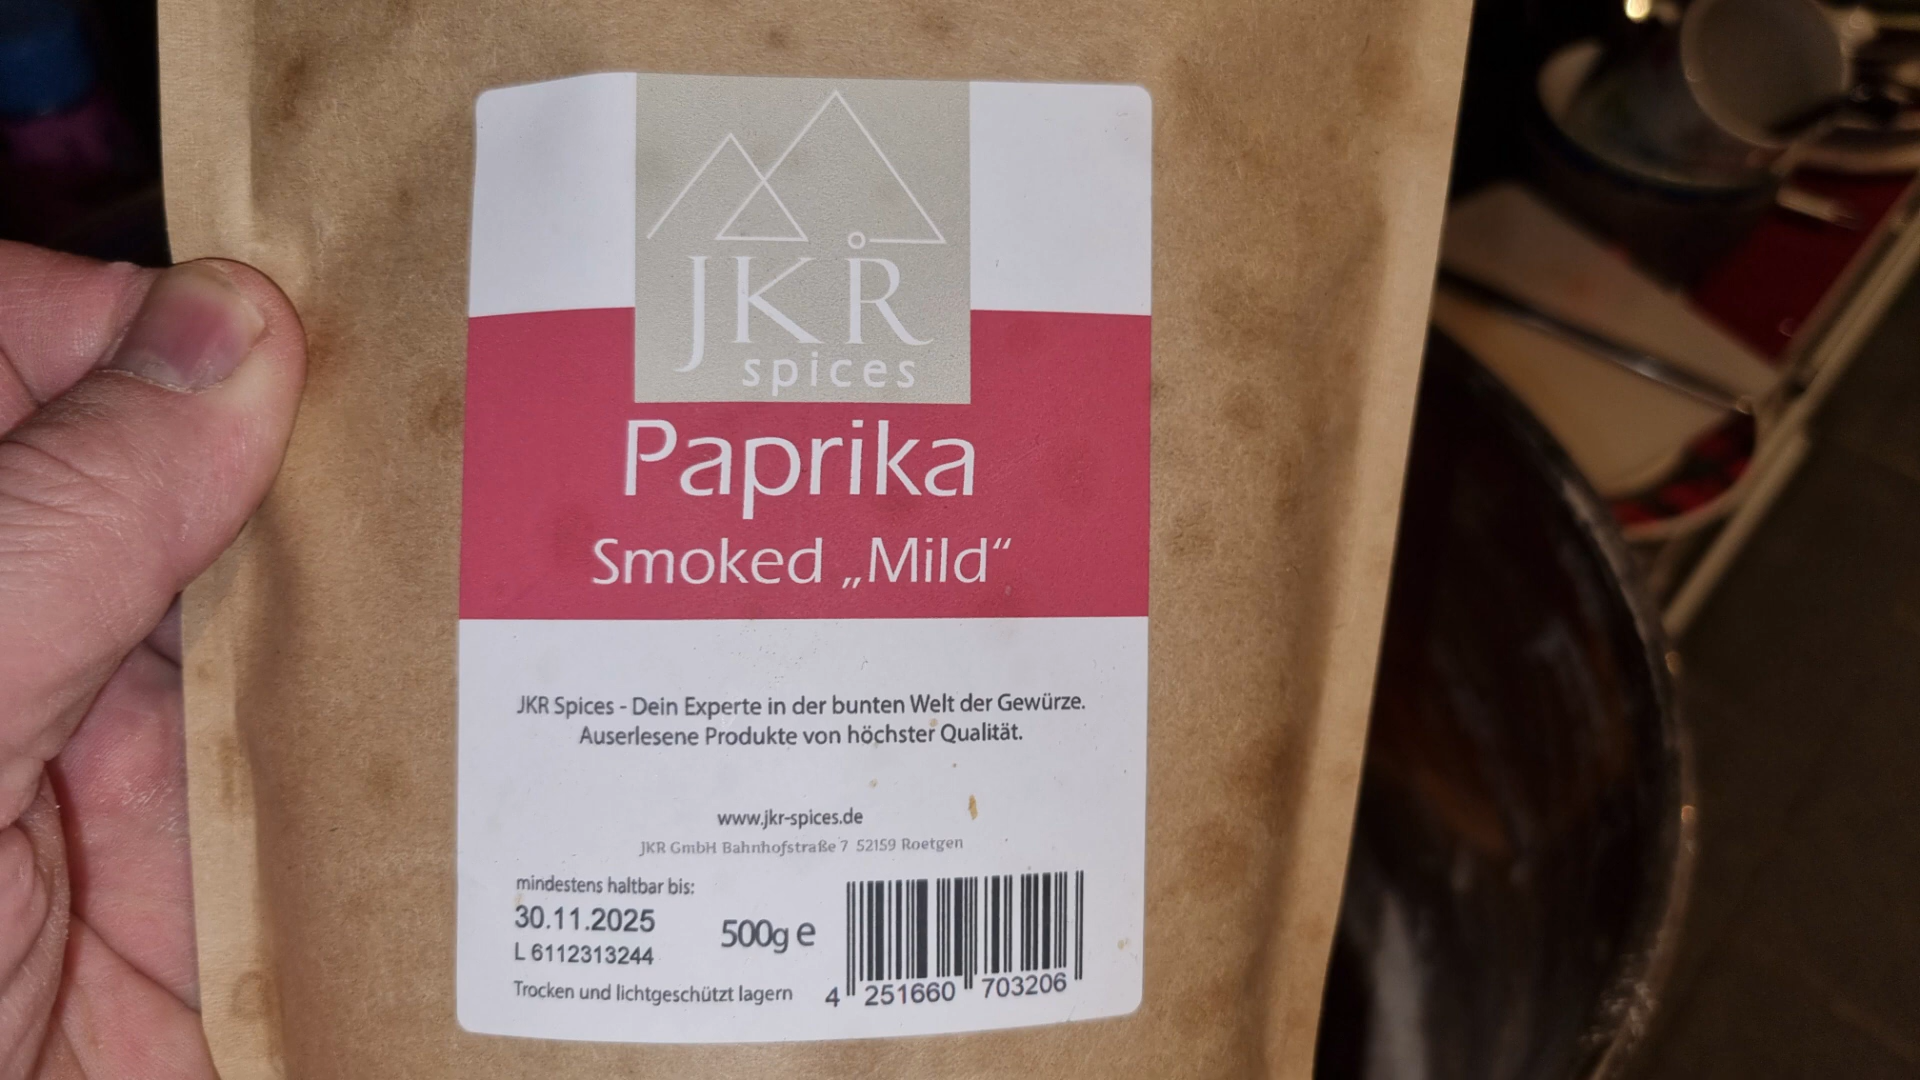 JKR
spices
Paprika
Smoked „Mild“
JKR Spices - Dein Experte in der bunten Welt der Gewürze.
Auserlesene Produkte von höchster Qualität.
www.jkr-spices.de
JKR GmbH Bahnhofstraße 7 52159 Roetgen
mindestens haltbar bis:
30.11.2025
L 6112313244
500g e
Trocken und lichtgeschützt lagern
4 251660 703206